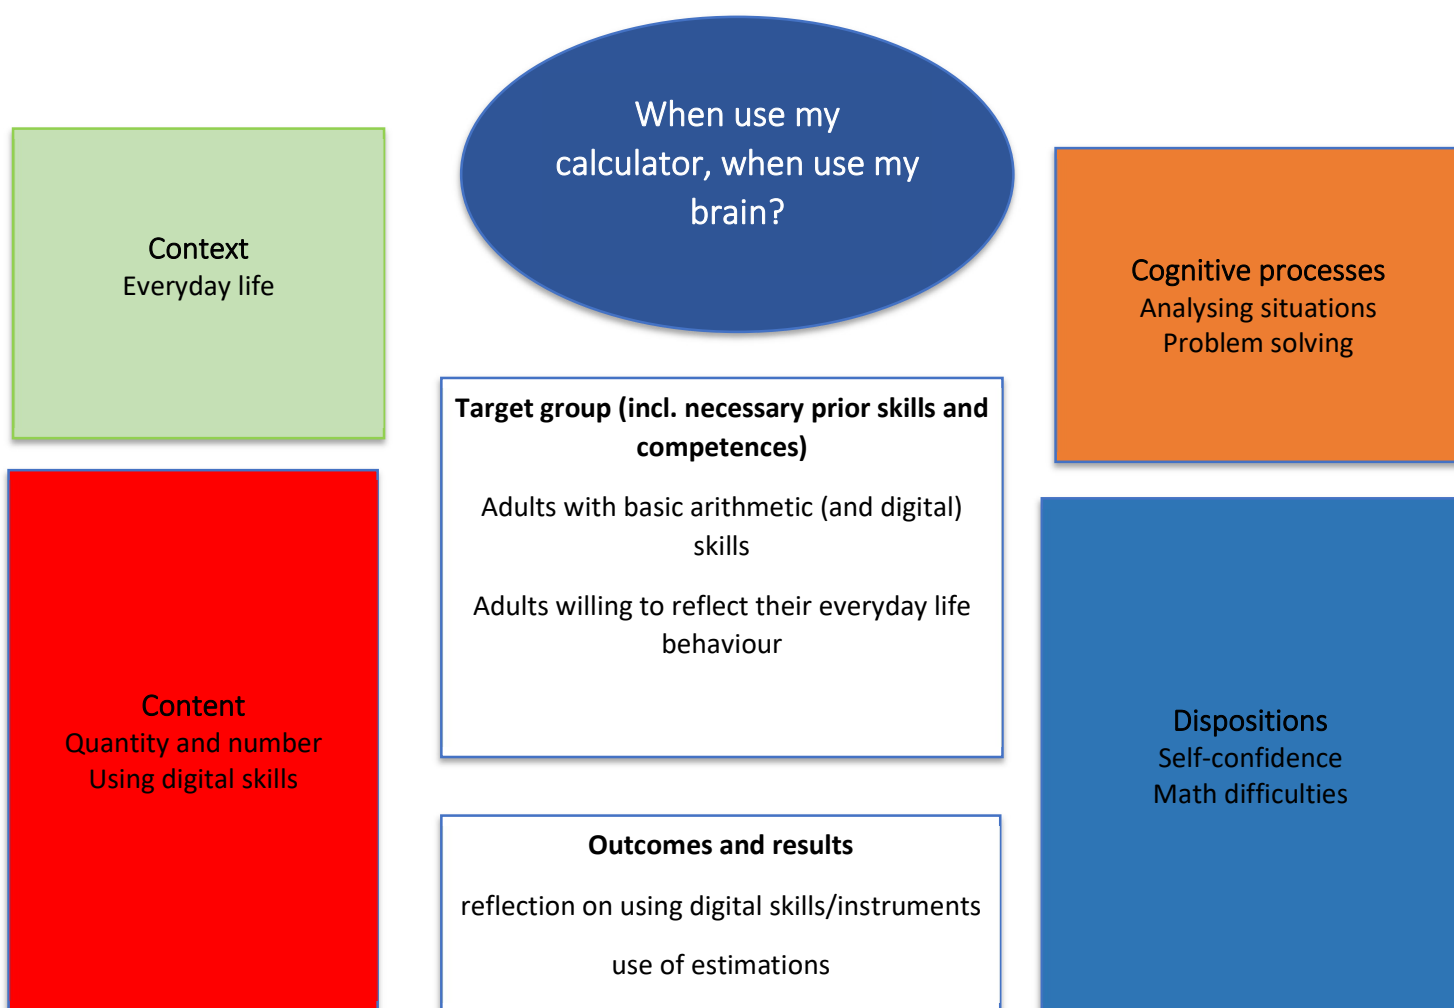 When use my
calculator, when use my
brain?
Context
Everyday life
Cognitive processes
Analysing situations
Problem solving
Target group (incl. necessary prior skills and
competences)
Adults with basic arithmetic (and digital)
skills
Adults willing to reflect their everyday life
behaviour
Content
Quantity and number
Using digital skills
Dispositions
Self-confidence
Math difficulties
Outcomes and results
reflection on using digital skills/instruments
use of estimations